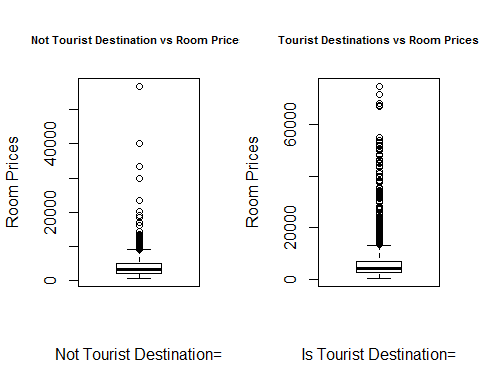 Not Tourist Destination vs Room Price
Room Prices
0
20000
40000
Not Tourist Destination=
Tourist Destinations vs Room Prices
Room Prices
0
20000
60000
Is Tourist Destination=